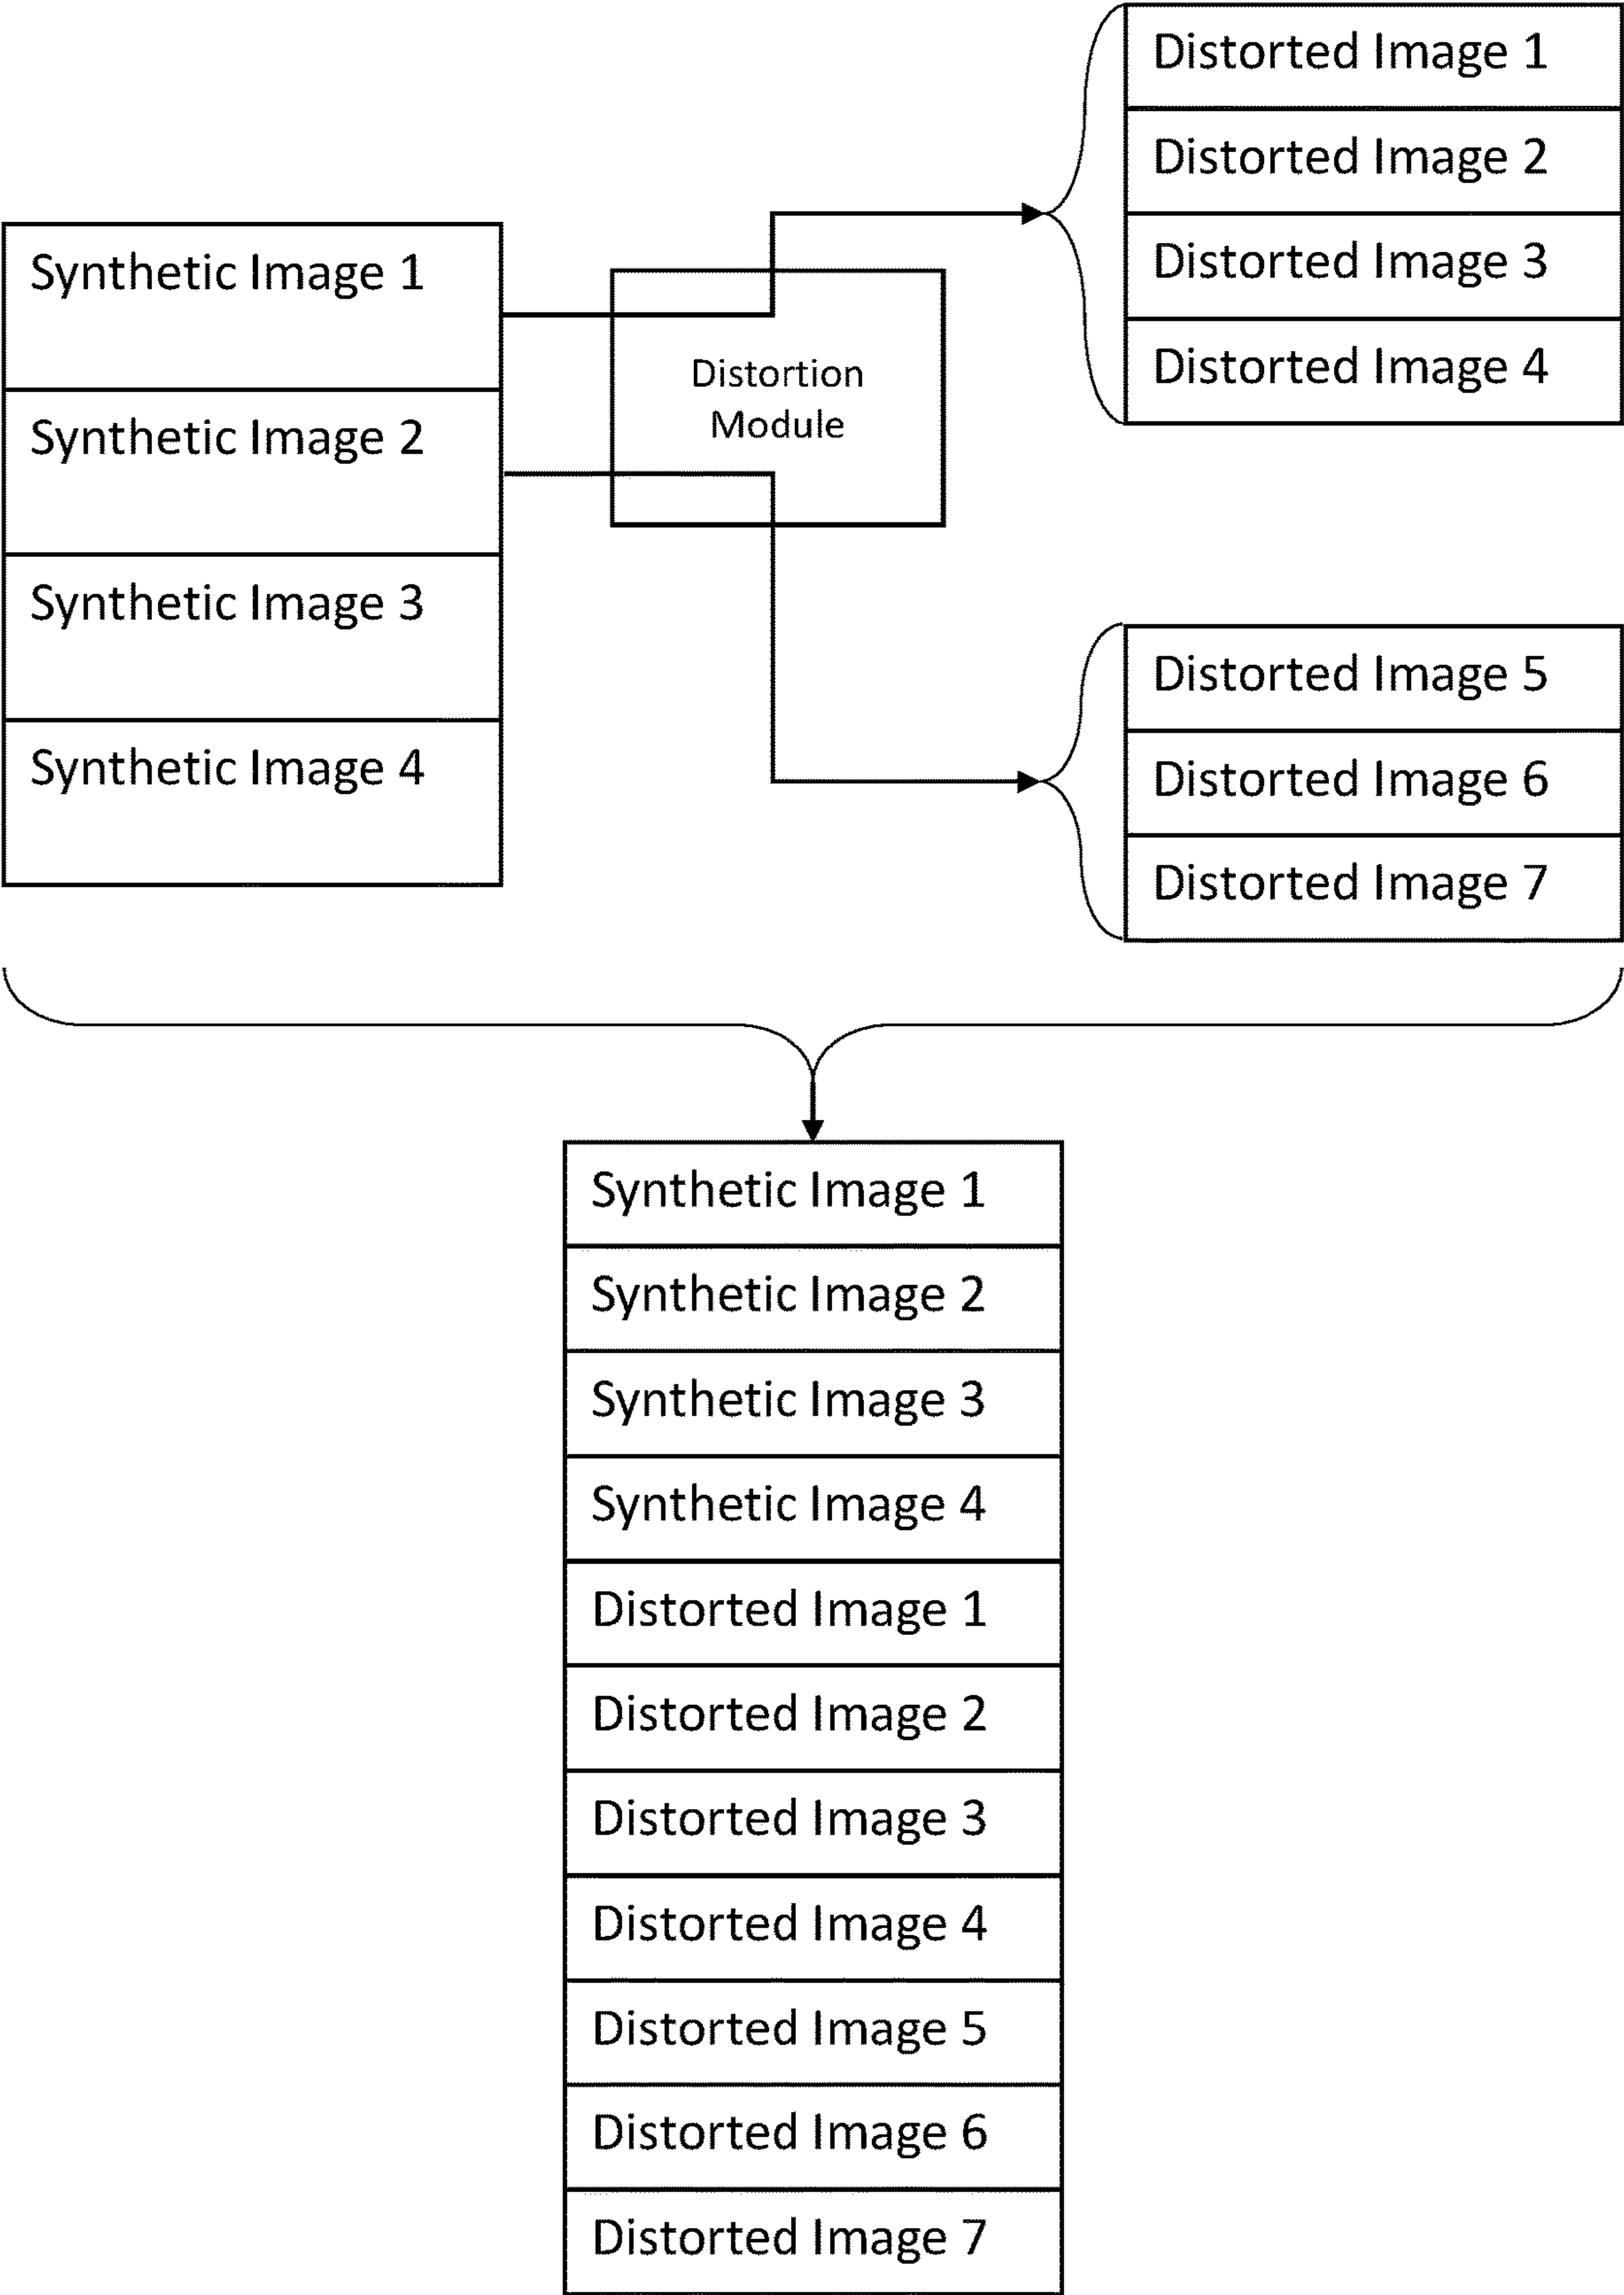 Synthetic Image 1
Synthetic Image 2
Synthetic Image 3
Synthetic Image 4
Distortion
Module
Distorted Image 1
Distorted Image 2
Distorted Image 3
Distorted Image 4
Distorted Image 5
Distorted Image 6
Distorted Image 7
Synthetic Image 1
Synthetic Image 2
Synthetic Image 3
Synthetic Image 4
Distorted Image 1
Distorted Image 2
Distorted Image 3
Distorted Image 4
Distorted Image 5
Distorted Image 6
Distorted Image 7